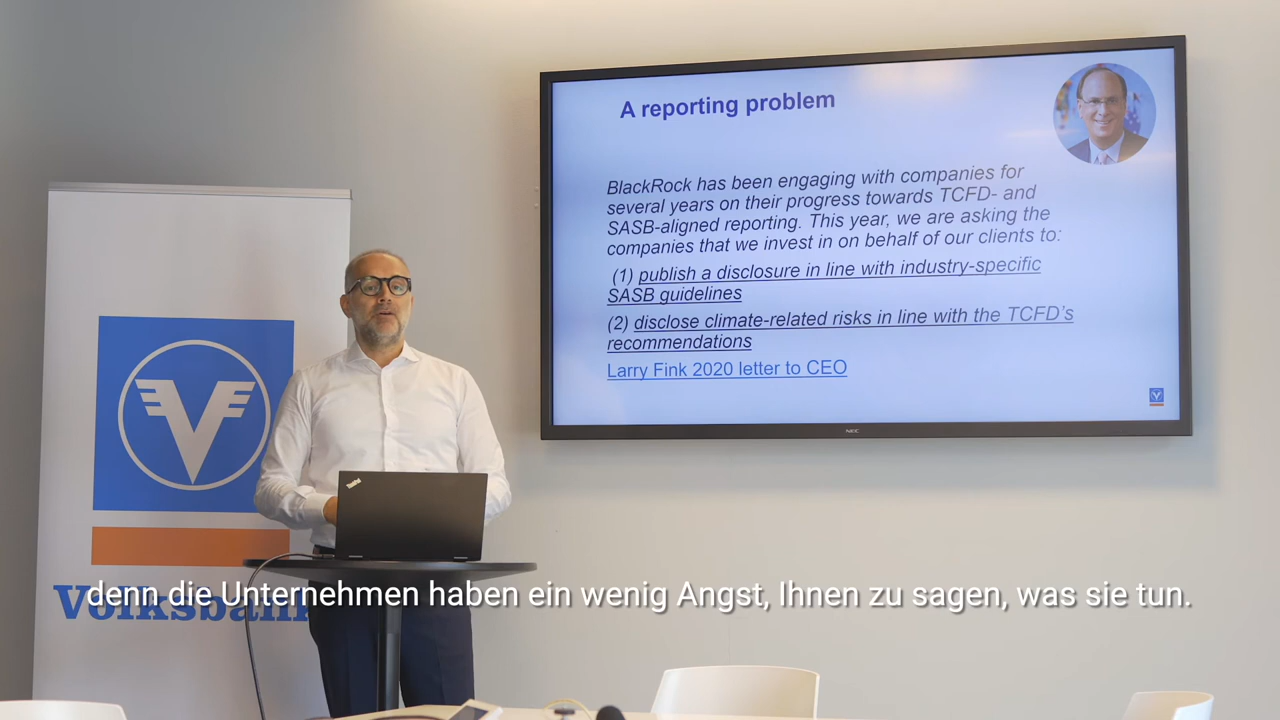 A reporting problem
BlackRock has been engaging with companies for
several years on their progress towards TCFD- and
SASB-aligned reporting. This year, we are asking the
companies that we invest in on behalf of our clients to:
(1) publish a disclosure in line with industry-specific
SASB guidelines
(2) disclose climate-related risks in line with the TCFD's
recommendations
Larry Fink 2020 letter to CEO
NEC
ThinkPad
Volksbank
denn die Unternehmen haben ein wenig Angst, Ihnen zu sagen, was sie tun.